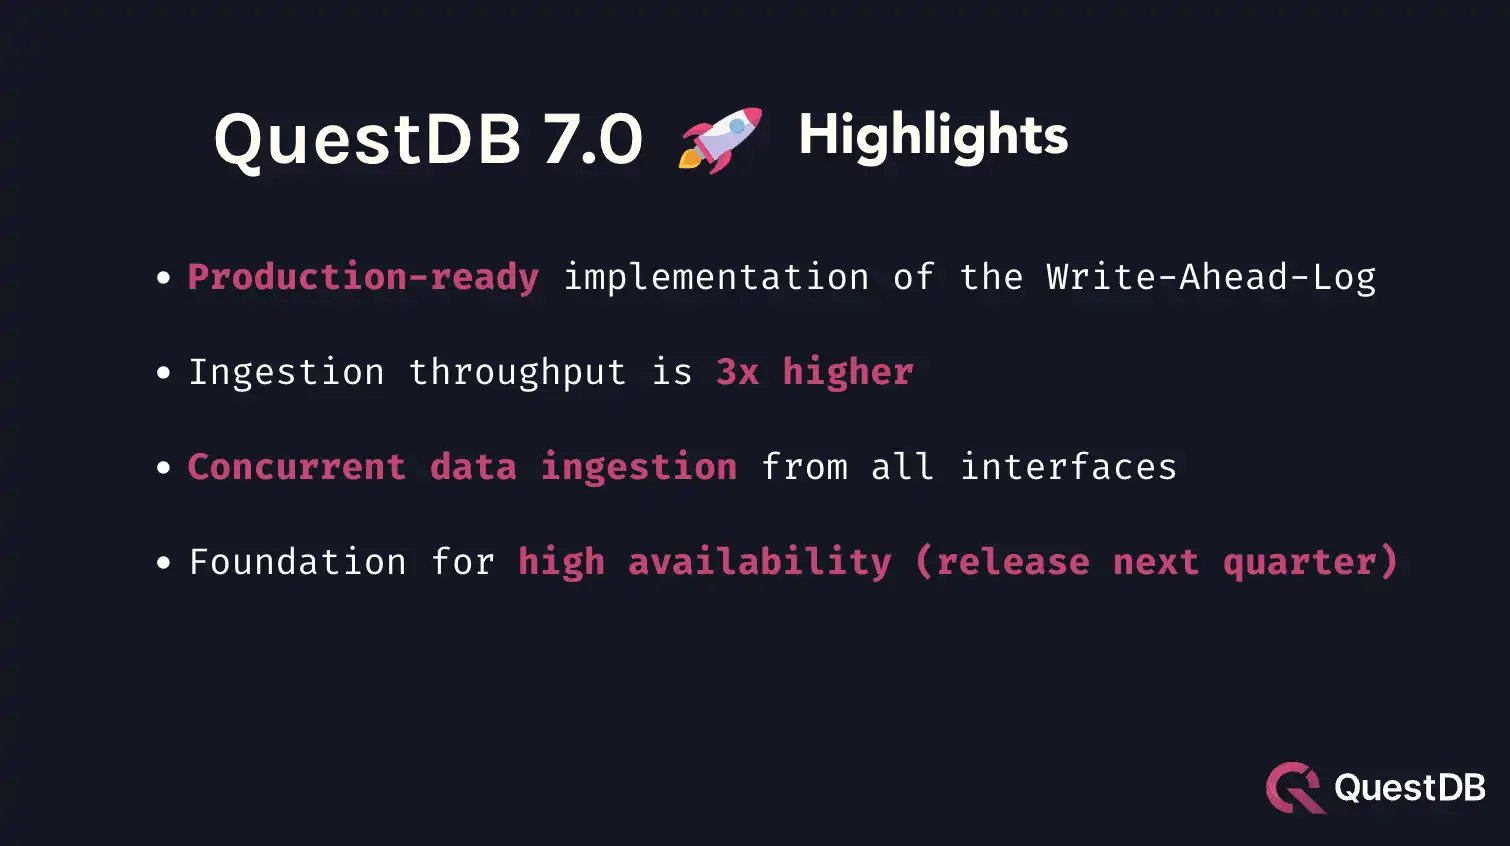 QuestDB 7.0 🚀 Highlights
• Production-ready implementation of the Write-Ahead-Log
• Ingestion throughput is 3x higher
• Concurrent data ingestion from all interfaces
• Foundation for high availability (release next quarter)
QuestDB